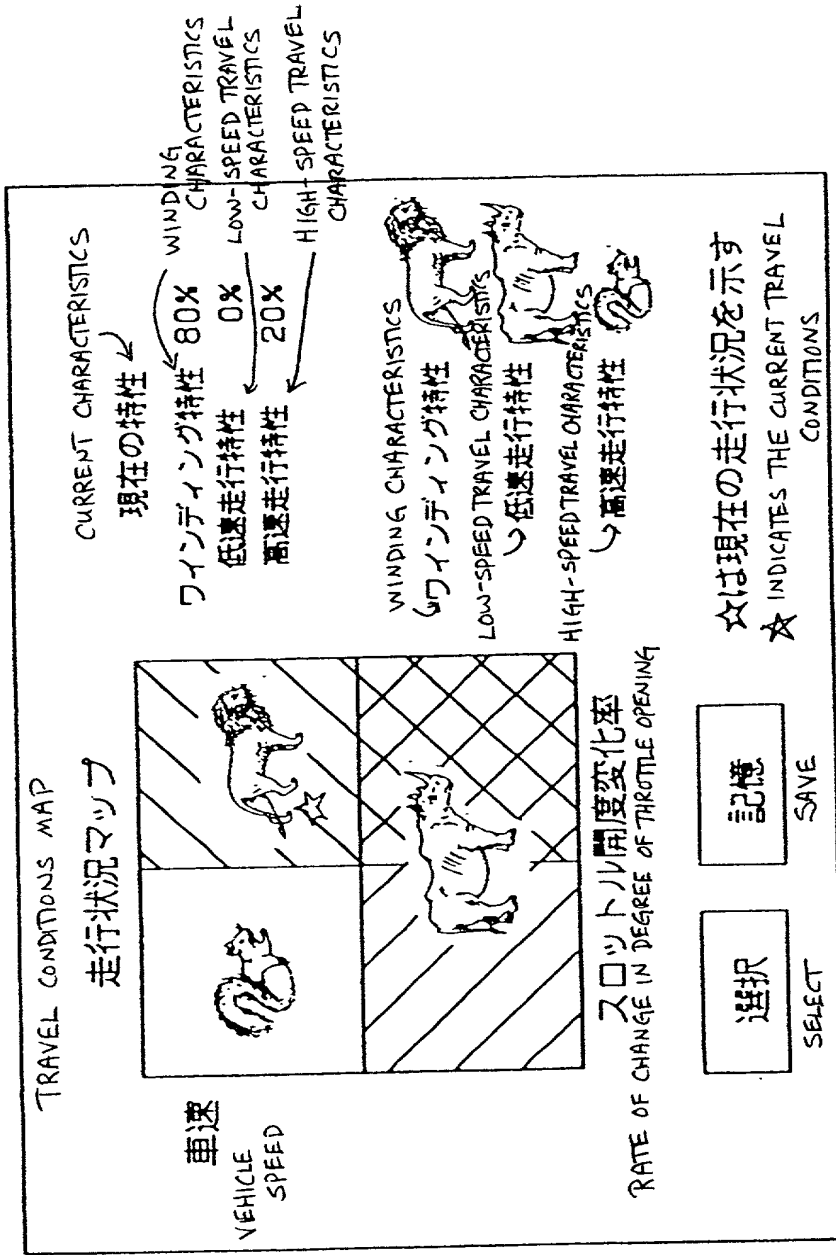 TRAVEL CONDITIONS MAP
走行状況マップ
車速
VEHICLE
SPEED
スロットル開度変化率
RATE OF CHANGE IN DEGREE OF THROTTLE OPENING
選択
SELECT
記憶
SAVE
CURRENT CHARACTERISTICS
現在の特性
ワインディング特性 80%
低速走行特性 0%
高速走行特性 20%
WINDING
CHARACTERISTICS
LOW-SPEED TRAVEL
CHARACTERISTICS
HIGH-SPEED TRAVEL
CHARACTERISTICS
WINDING CHARACTERISTICS
ワインディング特性
LOW-SPEED TRAVEL CHARACTERISTICS
低速走行特性
HIGH-SPEED TRAVEL CHARACTERISTICS
高速走行特性
☆は現在の走行状況を示す
☆ INDICATES THE CURRENT TRAVEL
CONDITIONS